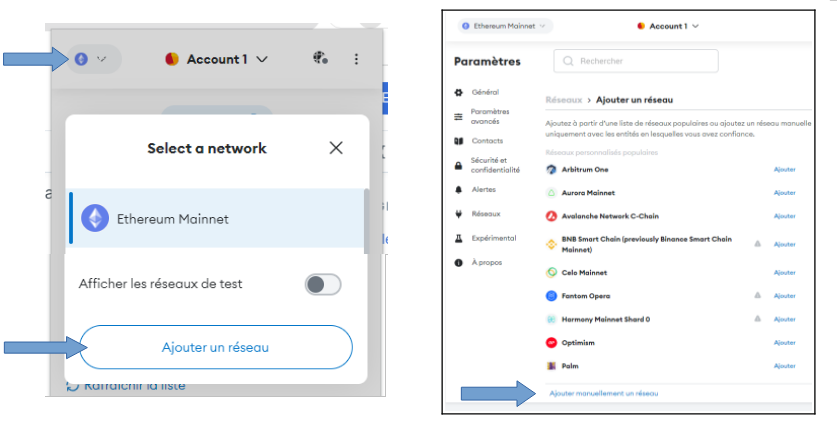 Account 1
Select a network
Ethereum Mainnet
Afficher les réseaux de test
Ajouter un réseau
Rafraîchir la liste
Ethereum Mainnet
Account 1
Paramètres
Rechercher
Général
Paramètres
avancés
Contacts
Sécurité et
confidentialité
Alertes
Réseaux
Expérimental
À propos
Réseaux > Ajouter un réseau
Ajoutez à partir d'une liste de réseaux populaires ou ajoutez un réseau manuelle
uniquement avec les entités en lesquelles vous avez confiance.
Réseaux personnalisés populaires
Arbitrum One Ajouter
Aurora Mainnet Ajouter
Avalanche Network C-Chain Ajouter
BNB Smart Chain (previously Binance Smart Chain
Mainnet) Ajouter
Celo Mainnet Ajouter
Fantom Opera Ajouter
Harmony Mainnet Shard 0 Ajouter
Optimism Ajouter
Palm Ajouter
Ajouter manuellement un réseau